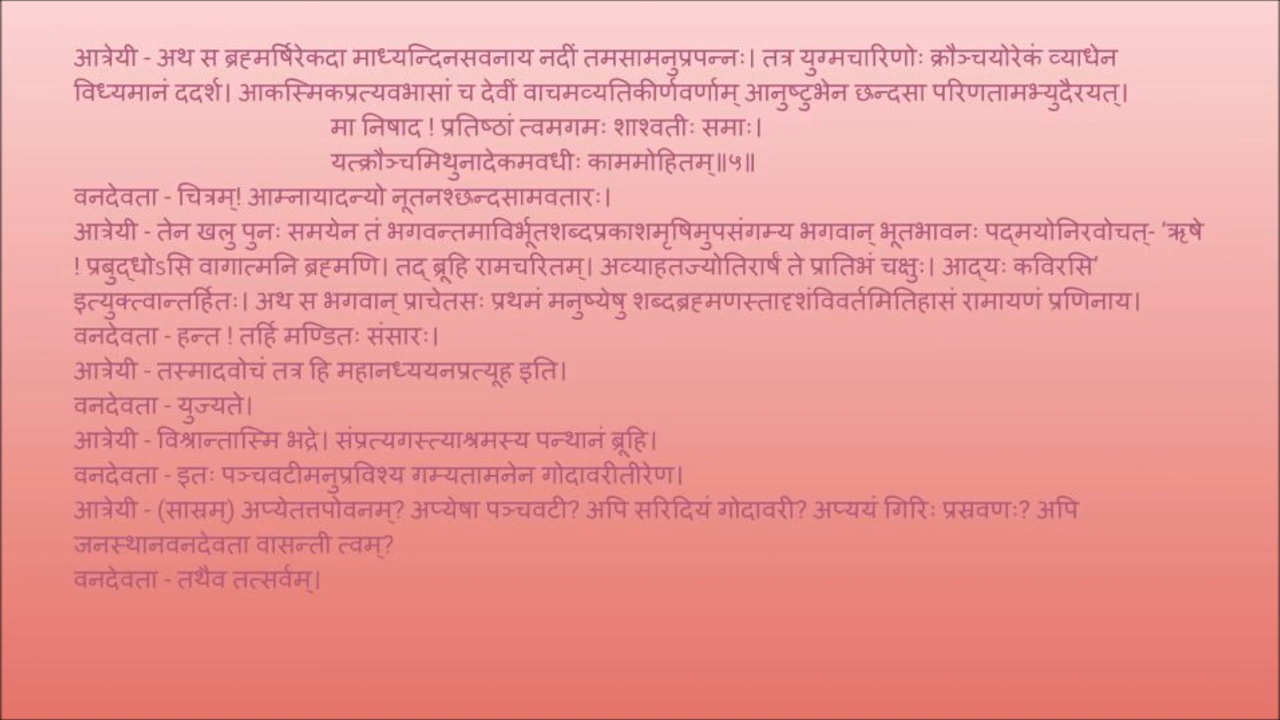 आत्रेयी - अथ स ब्रह्मर्षिरेकदा माध्यन्दिनसवनाय नदीं तमसामनुप्रपन्नः। तत्र युग्मचारिणोः क्रौञ्चयोरेकं व्याधेन
विध्यमानं ददर्श। आकस्मिकप्रत्यवभासां च देवीं वाचमव्यतिकीर्णवर्णाम् आनुष्टुभेन छन्दसा परिणतामभ्युदैरयत्।
मा निषाद ! प्रतिष्ठां त्वमगमः शाश्वतीः समाः।
यत्क्रौञ्चमिथुनादेकमवधीः काममोहितम्॥५॥
वनदेवता - चित्रम्! आम्नायादन्यो नूतनश्छन्दसामवतारः।
आत्रेयी - तेन खलु पुनः समयेन तं भगवन्तमाविर्भूतशब्दप्रकाशमृषिमुपसंगम्य भगवान् भूतभावनः पद्मयोनिरवोचत्- 'ऋषे
! प्रबुद्धोऽसि वागात्मनि ब्रह्मणि। तद् ब्रूहि रामचरितम्। अव्याहतज्योतिरार्षं ते प्रातिभं चक्षुः। आद्यः कविरसि'
इत्युक्त्वान्तर्हितः। अथ स भगवान् प्राचेतसः प्रथमं मनुष्येषु शब्दब्रह्मणस्तादृशंविवर्तमितिहासं रामायणं प्रणिनाय।
वनदेवता - हन्त ! तर्हि मण्डितः संसारः।
आत्रेयी - तस्मादवोचं तत्र हि महानध्ययनप्रत्यूह इति।
वनदेवता - युज्यते।
आत्रेयी - विश्रान्तास्मि भद्रे। संप्रत्यगस्त्याश्रमस्य पन्थानं ब्रूहि।
वनदेवता - इतः पञ्चवटीमनुप्रविश्य गम्यतामनेन गोदावरीतीरेण।
आत्रेयी - (सास्रम्) अप्येतत्तपोवनम्? अप्येषा पञ्चवटी? अपि सरिदियं गोदावरी? अप्ययं गिरिः प्रस्रवणः? अपि
जनस्थानवनदेवता वासन्ती त्वम्?
वनदेवता - तथैव तत्सर्वम्।